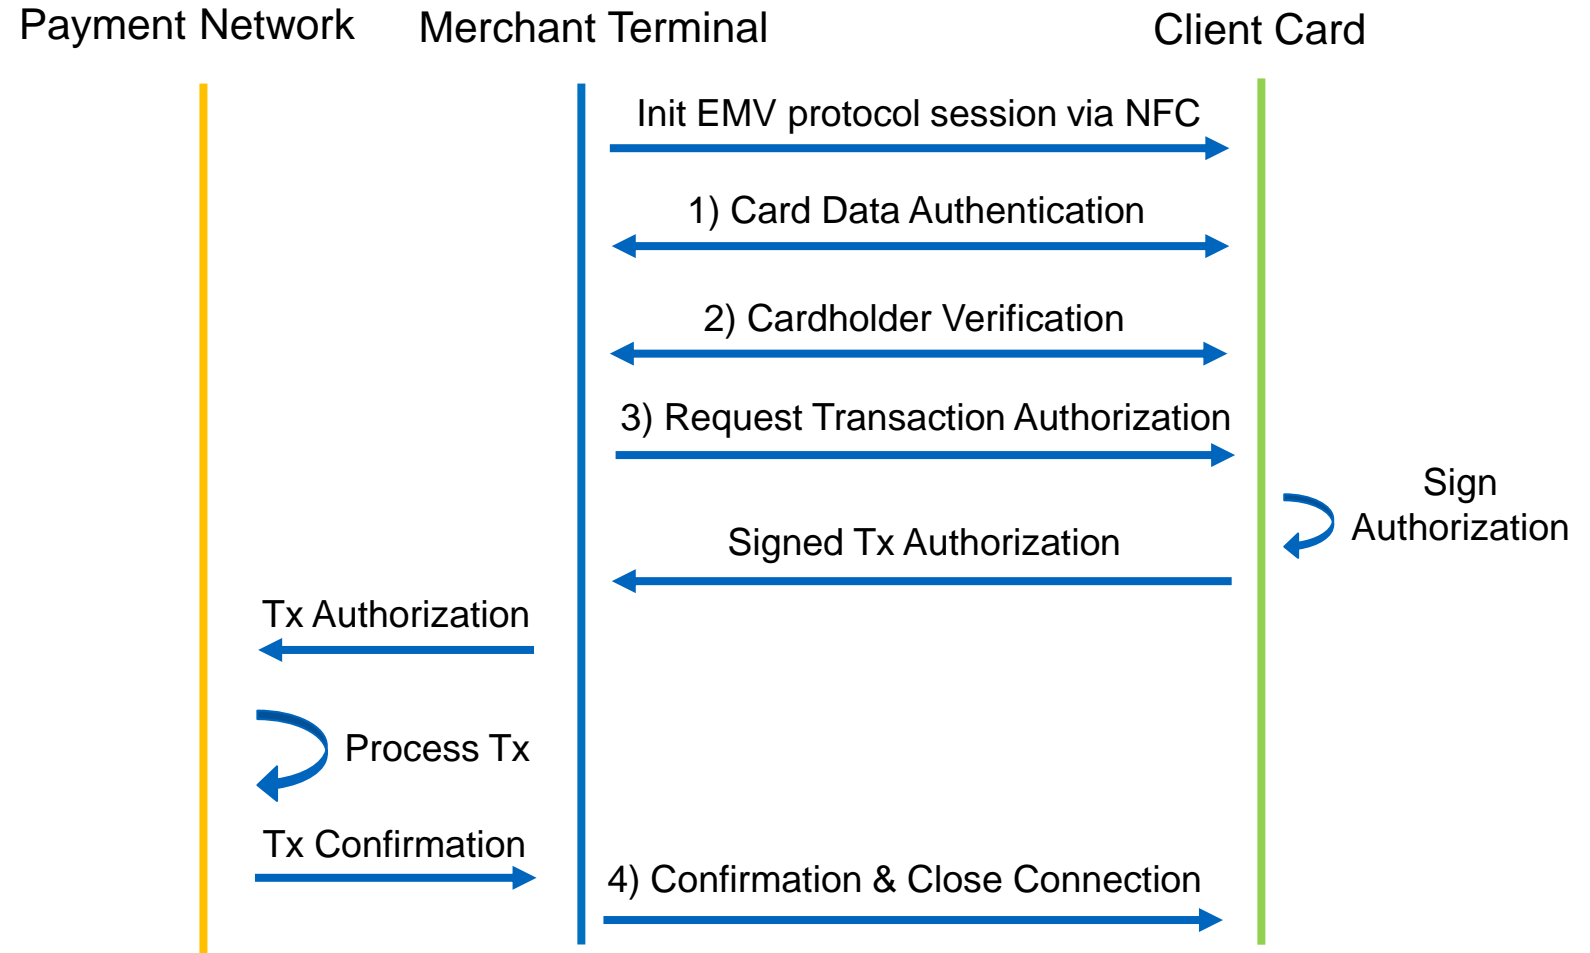 Payment Network
Merchant Terminal
Client Card
Init EMV protocol session via NFC
1) Card Data Authentication
2) Cardholder Verification
3) Request Transaction Authorization
Sign
Authorization
Signed Tx Authorization
Tx Authorization
Process Tx
Tx Confirmation
4) Confirmation & Close Connection